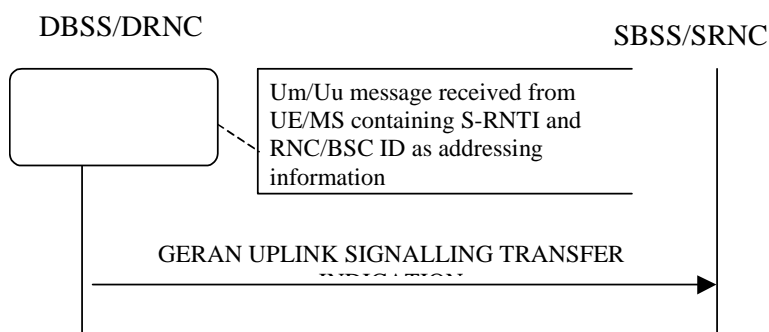 DBSS/DRNC
SBSS/SRNC
Um/Uu message received from
UE/MS containing S-RNTI and
RNC/BSC ID as addressing
information
GERAN UPLINK SIGNALLING TRANSFER
INDICATION